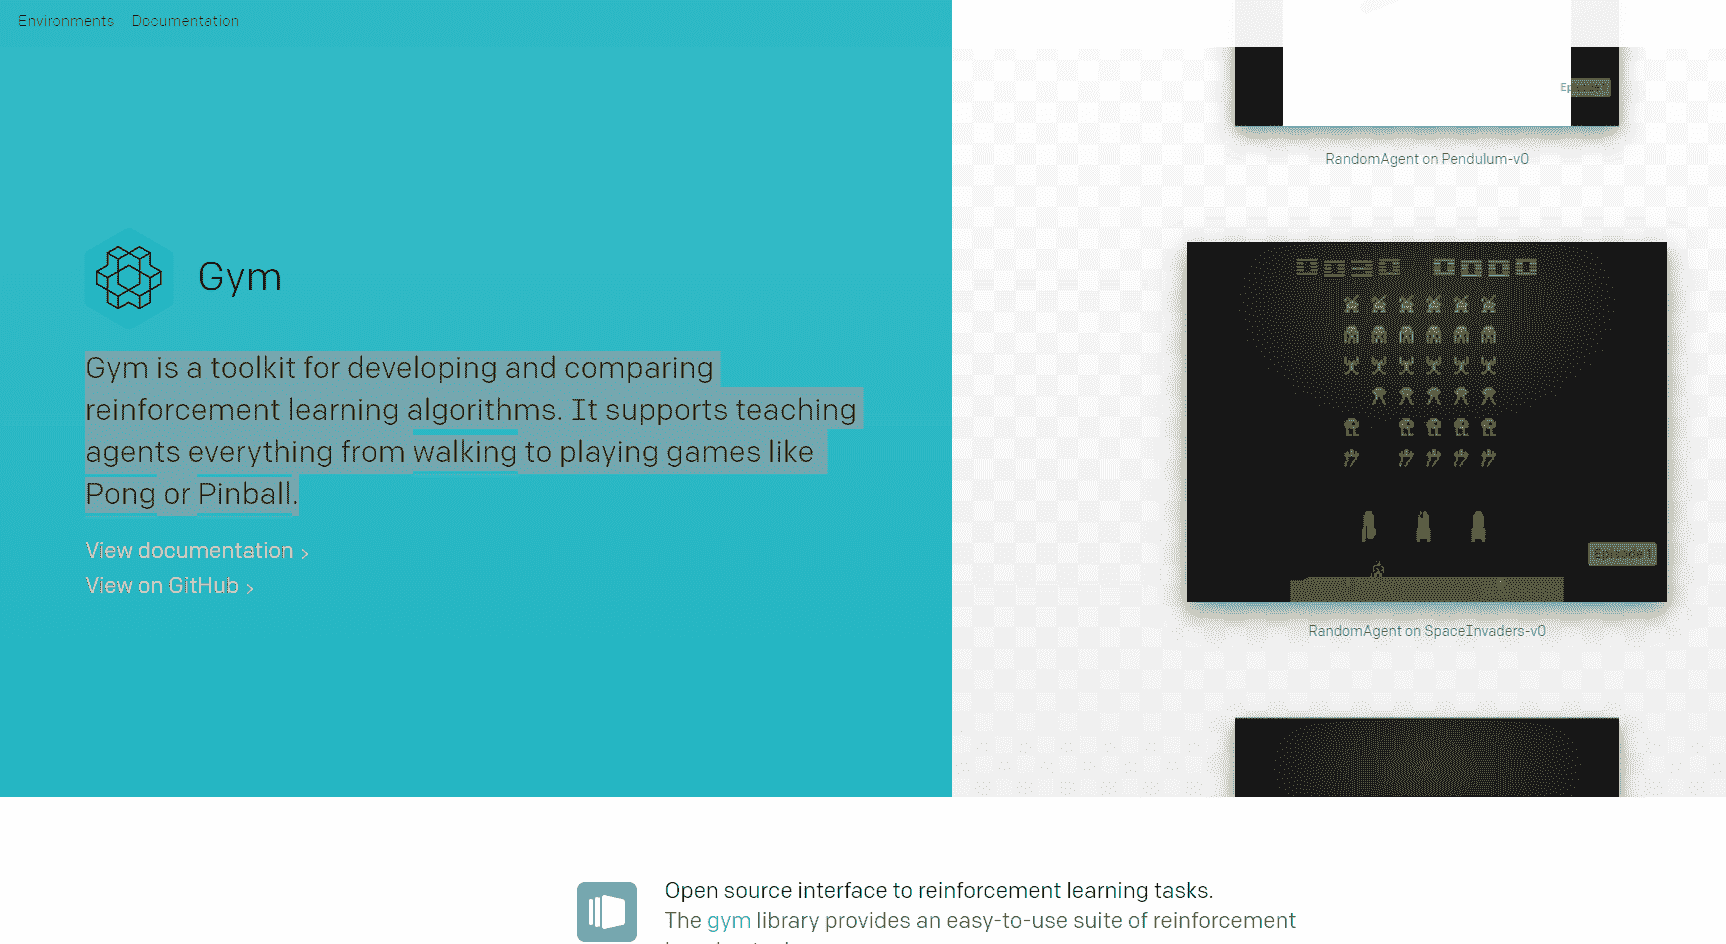 Environments Documentation
Gym
Gym is a toolkit for developing and comparing
reinforcement learning algorithms. It supports teaching
agents everything from walking to playing games like
Pong or Pinball.
View documentation >
View on GitHub >
RandomAgent on Pendulum-v0
Episode 1
RandomAgent on SpaceInvaders-v0
Open source interface to reinforcement learning tasks.
The gym library provides an easy-to-use suite of reinforcement